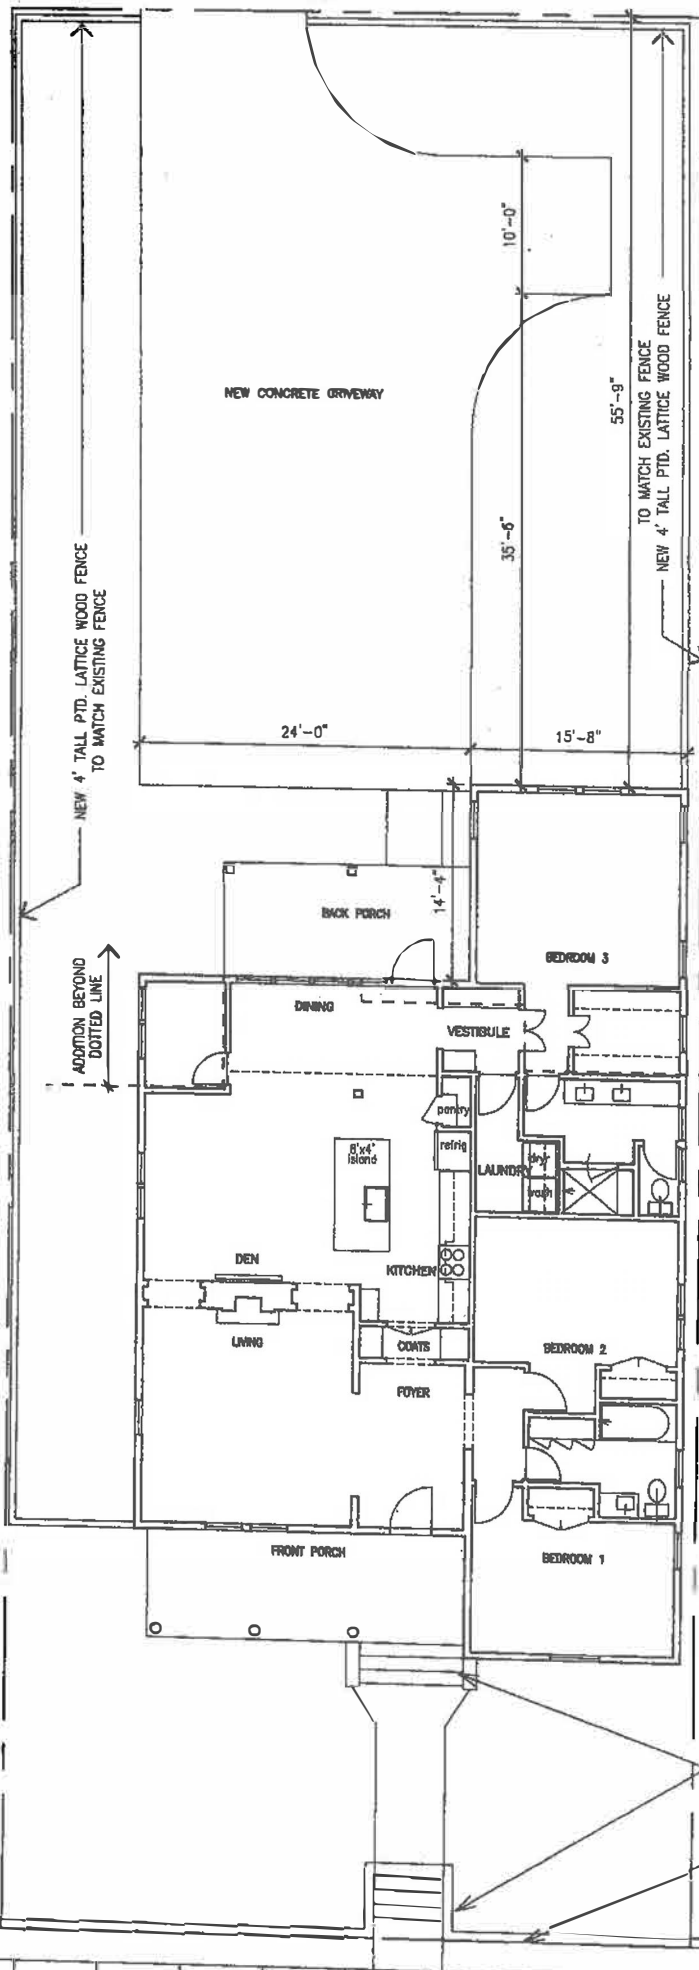 10'-0"
NEW CONCRETE DRIVEWAY
55'-9"
TO MATCH EXISTING FENCE
NEW 4' TALL PTD. LATTICE WOOD FENCE
35'-6"
NEW 4' TALL PTD. LATTICE WOOD FENCE
TO MATCH EXISTING FENCE
24'-0"
15'-8"
14'-4"
BACK PORCH
ADDITION BEYOND
DOTTED LINE
BEDROOM 3
DINING
VESTIBULE
pantry
refrig
8'x4'
island
LAUNDRY
dryr
wash
DEN
KITCHEN
LIVING
COATS
BEDROOM 2
FOYER
FRONT PORCH
BEDROOM 1